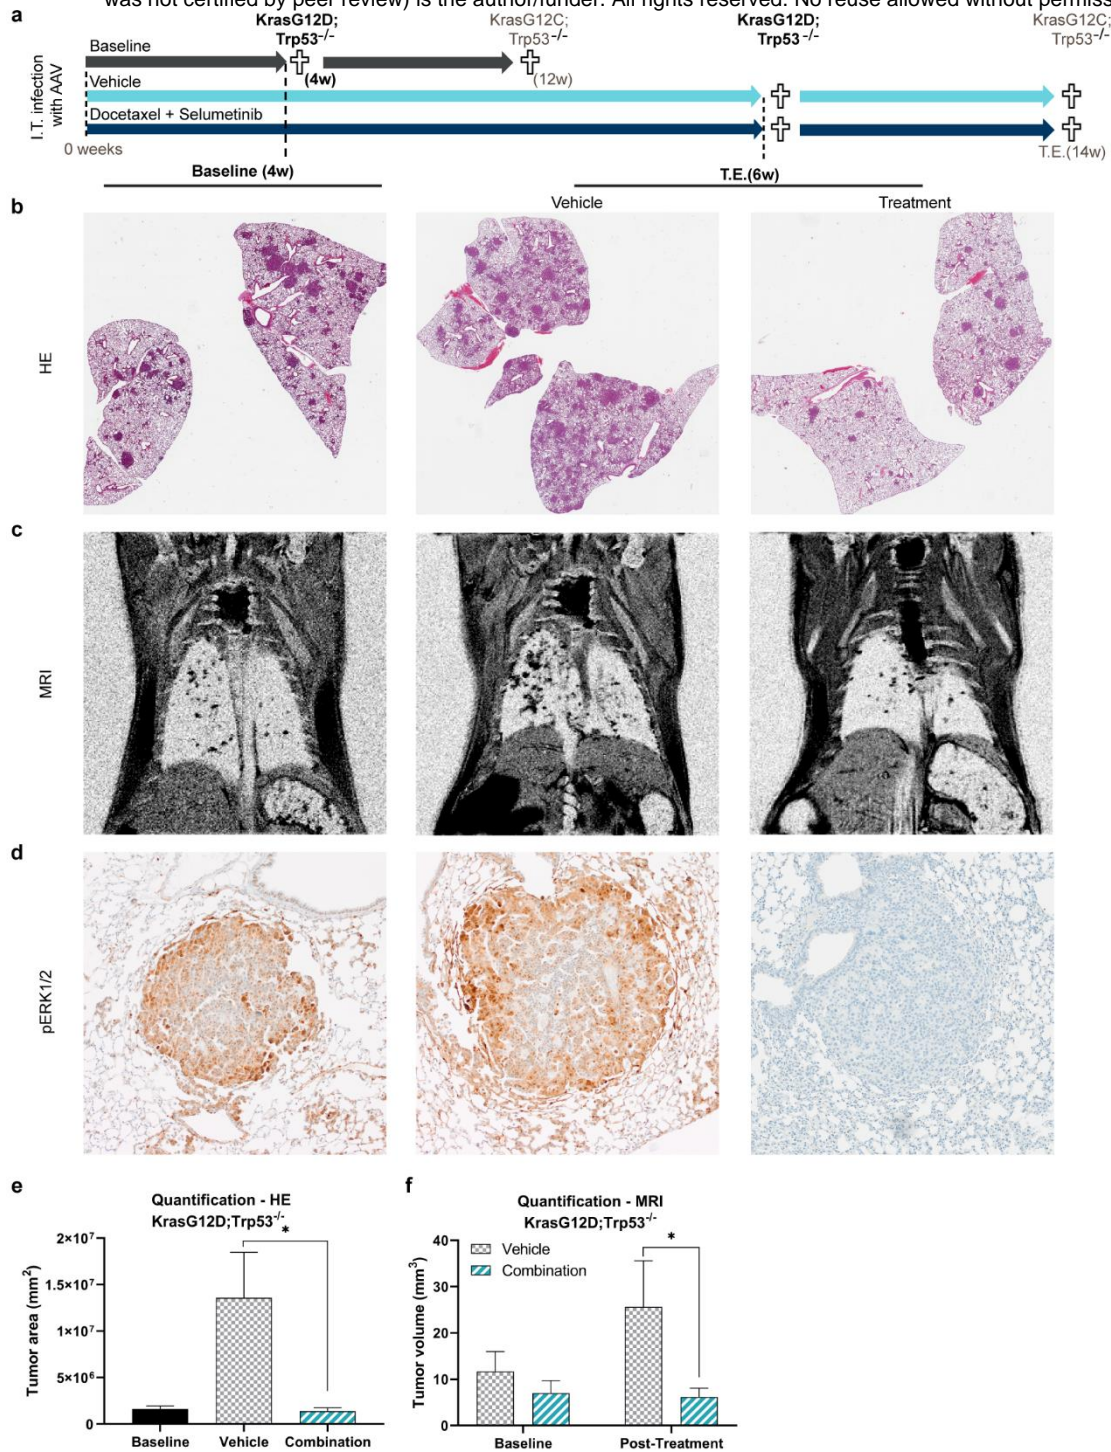 was not certified by peer review) is the author/funder. All rights reserved. No reuse allowed without
a
KrasG12D; Trp53-/-
KrasG12C; Trp53-/-
KrasG12D; Trp53-/-
KrasG12C; Trp53-/-
I.T. infection with AAV
Baseline
(4w)
(12w)
Vehicle
Docetaxel + Selumetinib
0 weeks
T.E.(14w)
Baseline (4w)
T.E.(6w)
b
Vehicle
Treatment
HE
c
MRI
d
pERK1/2
e
Quantification - HE
KrasG12D;Trp53-/-
*
Tumor area (mm2)
2×10^7
1.5×10^7
1×10^7
5×10^6
0
Baseline Vehicle Combination
f
Quantification - MRI
KrasG12D;Trp53-/-
*
Vehicle
Combination
Tumor volume (mm3)
40
30
20
10
0
Baseline Post-Treatment